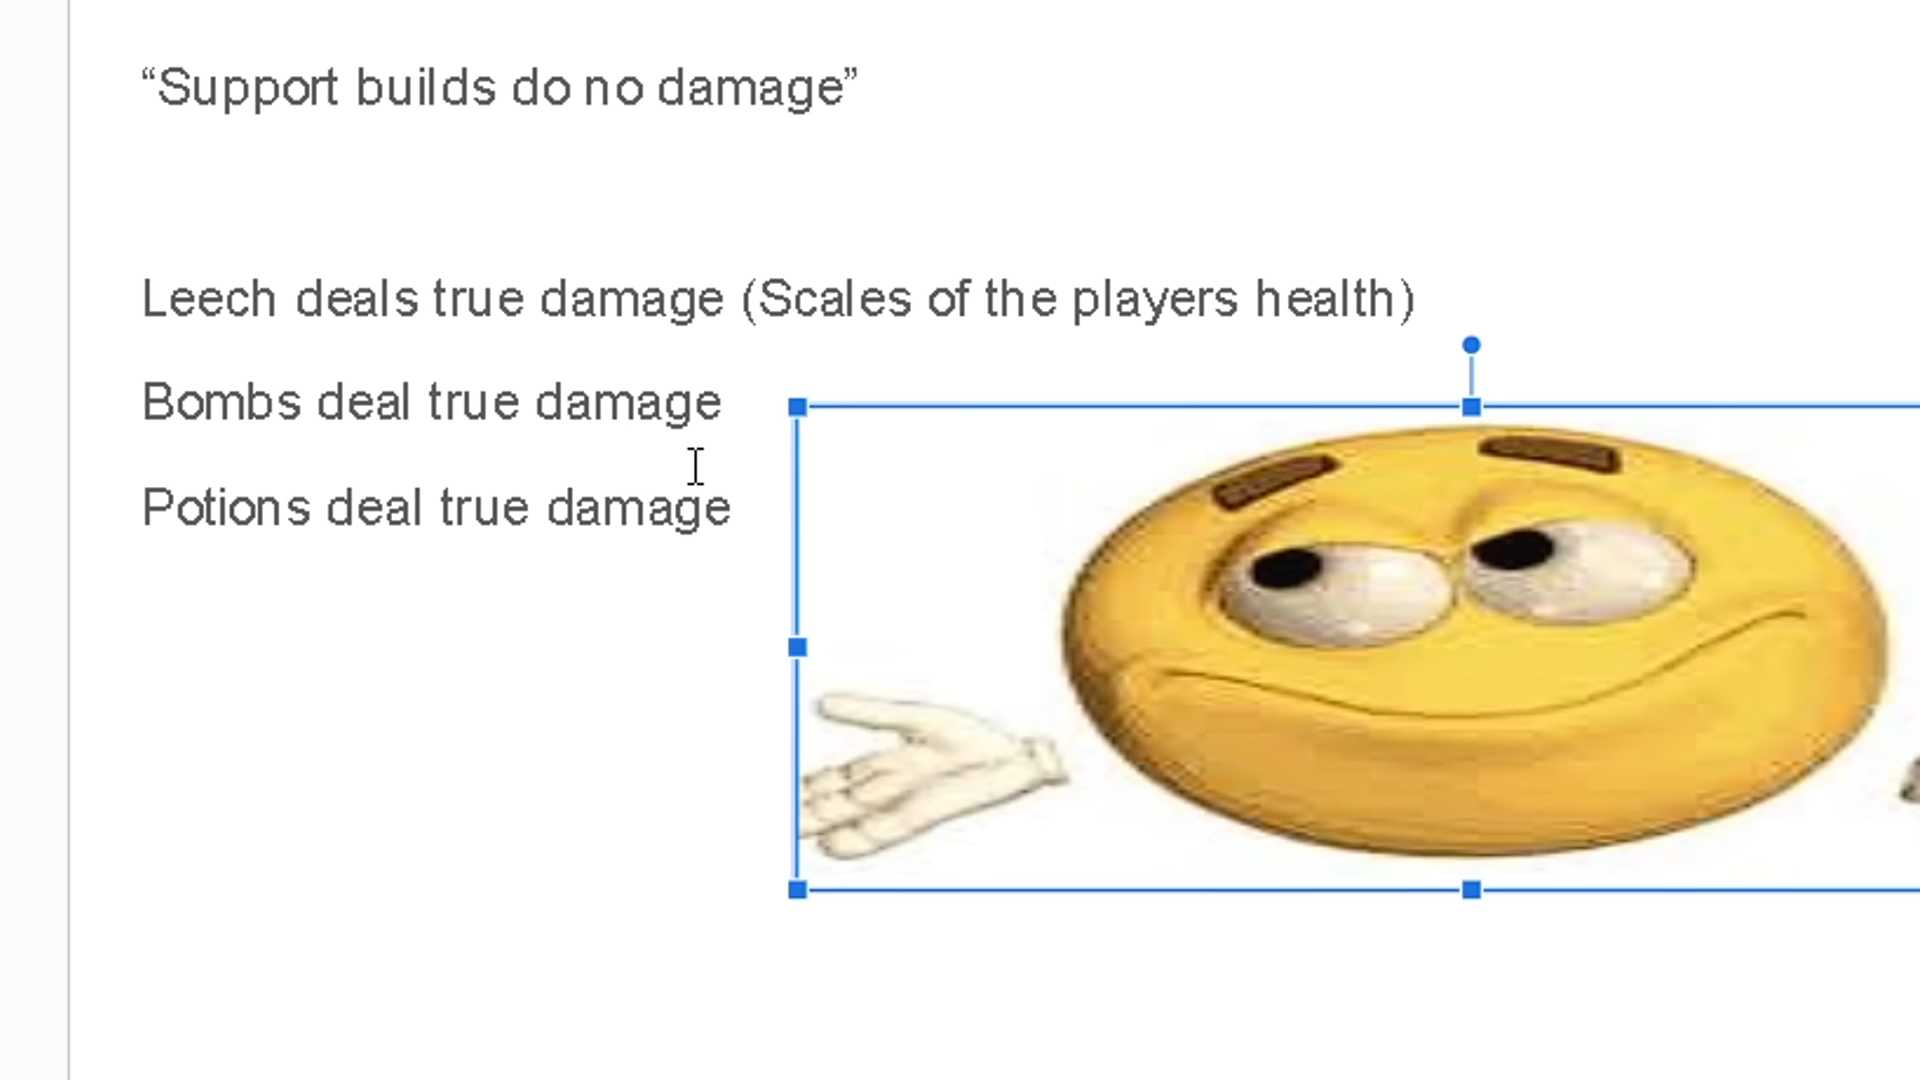 “Support builds do no damage”
Leech deals true damage (Scales of the players health)
Bombs deal true damage
Potions deal true damage